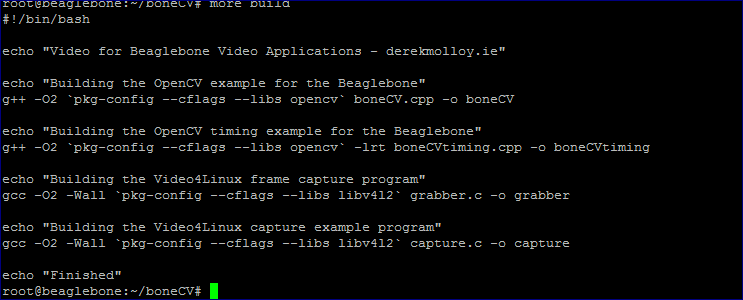 root@beaglebone:~/boneCV# more build
#!/bin/bash
echo "Video for Beaglebone Video Applications - derekmolloy.ie"
echo "Building the OpenCV example for the Beaglebone"
g++ -O2 `pkg-config --cflags --libs opencv` boneCV.cpp -o boneCV
echo "Building the OpenCV timing example for the Beaglebone"
g++ -O2 `pkg-config --cflags --libs opencv` -lrt boneCVtiming.cpp -o boneCVtiming
echo "Building the Video4Linux frame capture program"
gcc -O2 -Wall `pkg-config --cflags --libs libv4l2` grabber.c -o grabber
echo "Building the Video4Linux capture example program"
gcc -O2 -Wall `pkg-config --cflags --libs libv4l2` capture.c -o capture
echo "Finished"
root@beaglebone:~/boneCV#